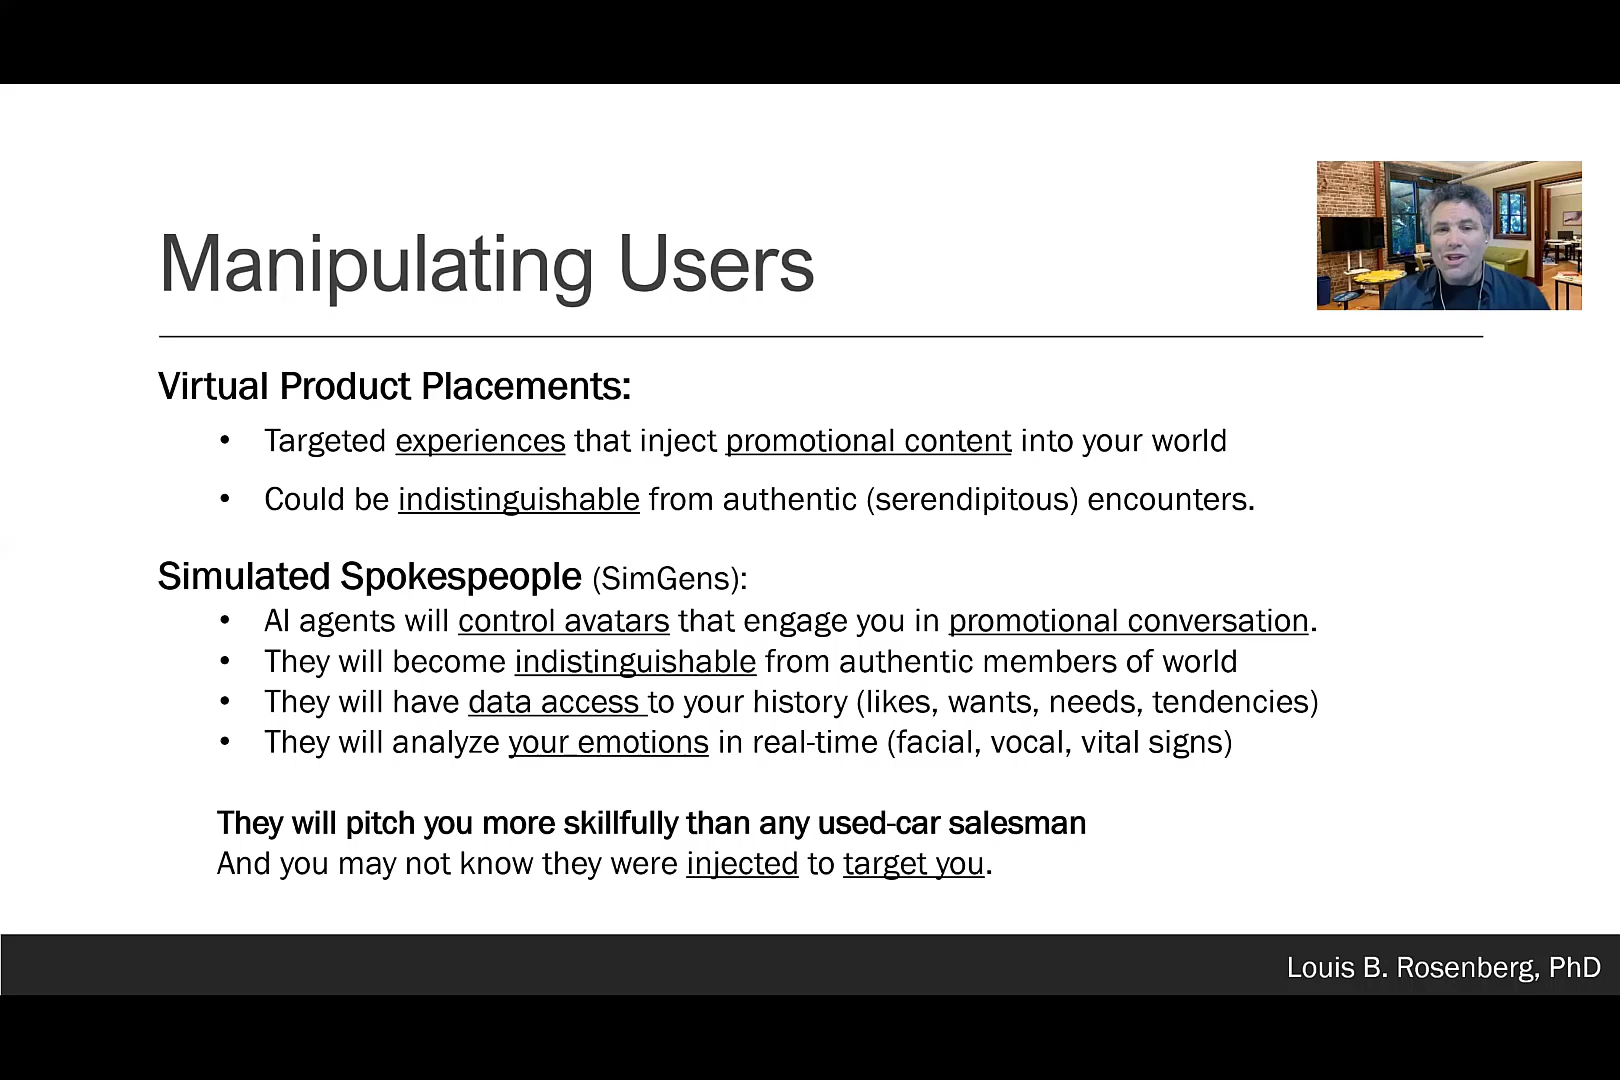 Manipulating Users
Virtual Product Placements:
• Targeted experiences that inject promotional content into your world
• Could be indistinguishable from authentic (serendipitous) encounters.
Simulated Spokespeople (SimGens):
• AI agents will control avatars that engage you in promotional conversation.
• They will become indistinguishable from authentic members of world
• They will have data access to your history (likes, wants, needs, tendencies)
• They will analyze your emotions in real-time (facial, vocal, vital signs)
They will pitch you more skillfully than any used-car salesman
And you may not know they were injected to target you.
Louis B. Rosenberg, PhD